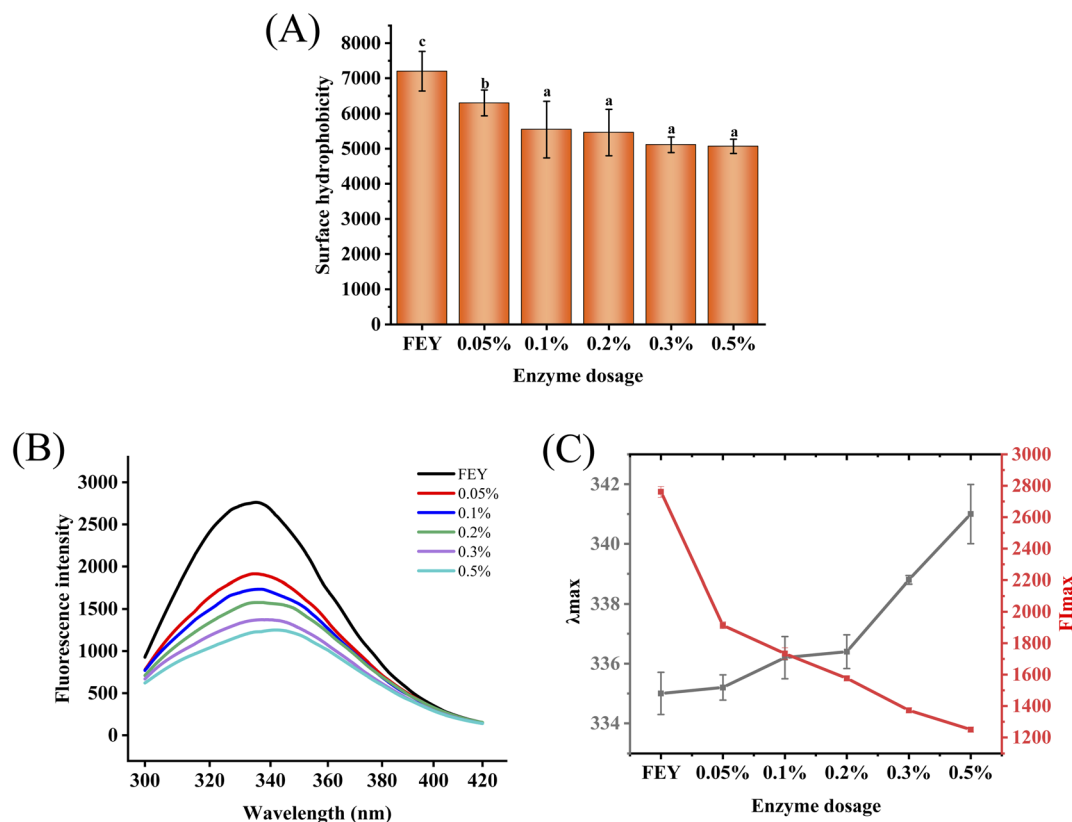 (A)
8000
7000
6000
5000
4000
3000
2000
1000
0
Surface hydrophobicity
c
b
a
a
a
a
FEY 0.05% 0.1% 0.2% 0.3% 0.5%
Enzyme dosage
(B)
3000
2500
2000
1500
1000
500
0
Fluorescence intensity
FEY
0.05%
0.1%
0.2%
0.3%
0.5%
300 320 340 360 380 400 420
Wavelength (nm)
(C)
342
340
338
336
334
λmax
3000
2800
2600
2400
2200
2000
1800
1600
1400
1200
FImax
FEY 0.05% 0.1% 0.2% 0.3% 0.5%
Enzyme dosage